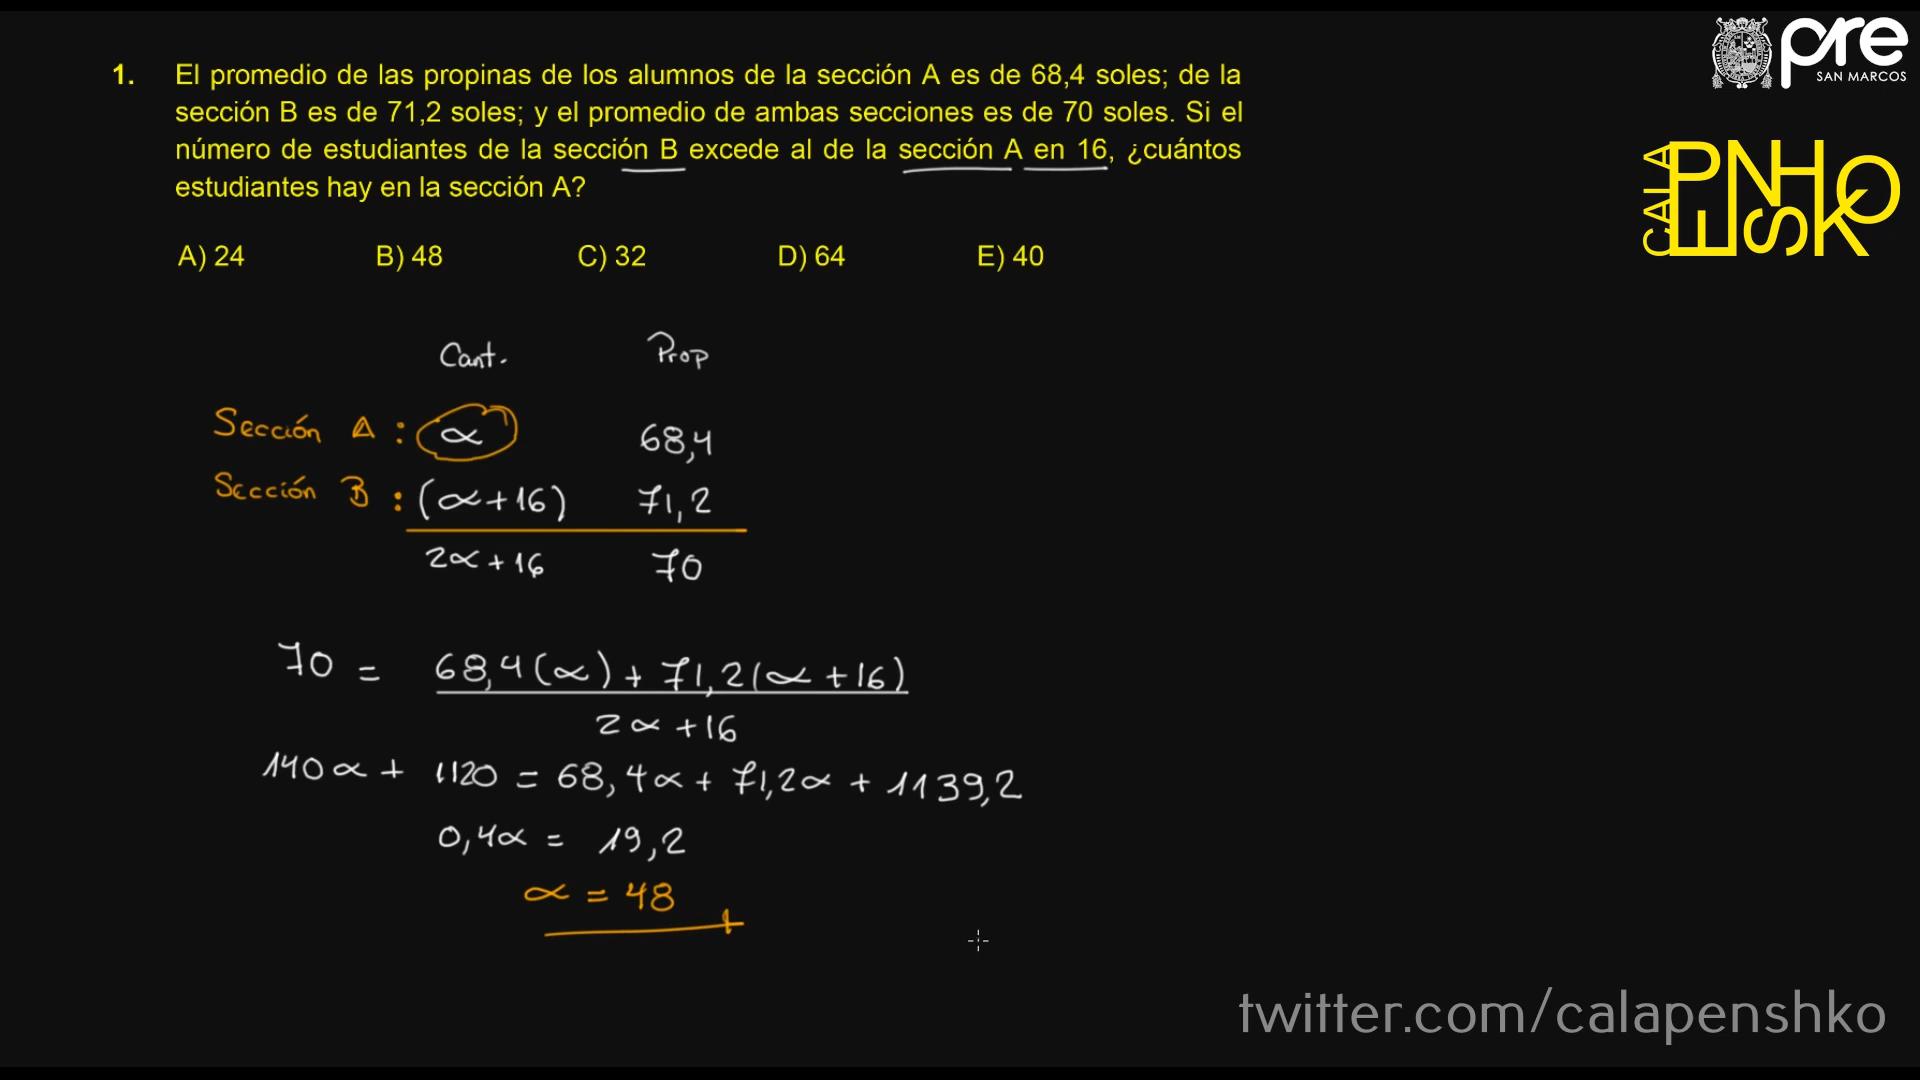 pre
SAN MARCOS
CALA PENSHKO
1. El promedio de las propinas de los alumnos de la sección A es de 68,4 soles; de la
sección B es de 71,2 soles; y el promedio de ambas secciones es de 70 soles. Si el
número de estudiantes de la sección B excede al de la sección A en 16, ¿cuántos
estudiantes hay en la sección A?
A) 24 B) 48 C) 32 D) 64 E) 40
Cant. Prop
Sección A : α 68,4
Sección B : (α+16) 71,2
2α+16 70
70 = 68,4(α) + 71,2(α+16)
2α+16
140α + 1120 = 68,4α + 71,2α + 1139,2
0,4α = 19,2
α = 48
twitter.com/calapenshko